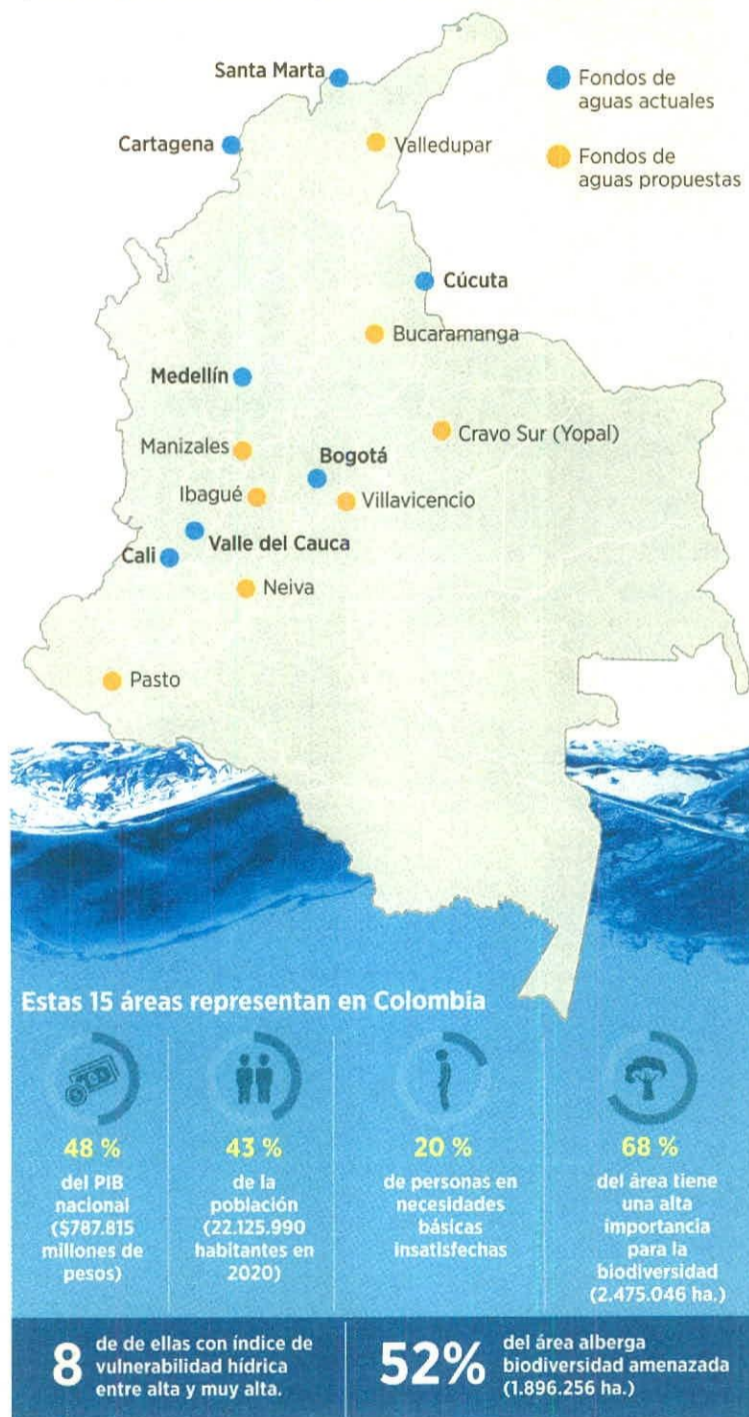 Santa Marta
Fondos de
aguas actuales
Cartagena
Valledupar
Fondos de
aguas propuestas
Cúcuta
Bucaramanga
Medellín
Cravo Sur (Yopal)
Manizales
Bogotá
Ibagué
Villavicencio
Valle del Cauca
Cali
Neiva
Pasto
Estas 15 áreas representan en Colombia
48 %
del PIB
nacional
($787.815
millones de
pesos)
43 %
de la
población
(22.125.990
habitantes en
2020)
20 %
de personas en
necesidades
básicas
insatisfechas
68 %
del área tiene
una alta
importancia
para la
biodiversidad
(2.475.046 ha.)
8
de de ellas con índice de
vulnerabilidad hídrica
entre alta y muy alta.
52%
del área alberga
biodiversidad amenazada
(1.896.256 ha.)